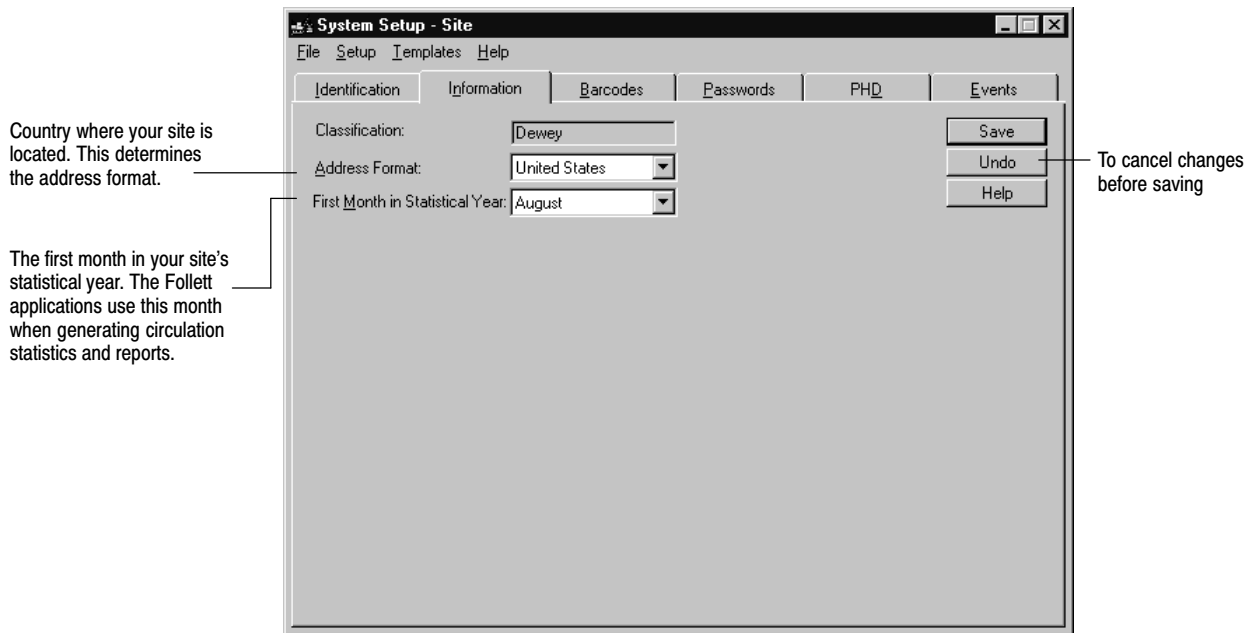 System Setup - Site
File Setup Templates Help
Identification Information Barcodes Passwords PHD Events
Classification: Dewey
Address Format: United States
First Month in Statistical Year: August
Save
Undo
Help
Country where your site is
located. This determines
the address format.
The first month in your site's
statistical year. The Follett
applications use this month
when generating circulation
statistics and reports.
To cancel changes
before saving